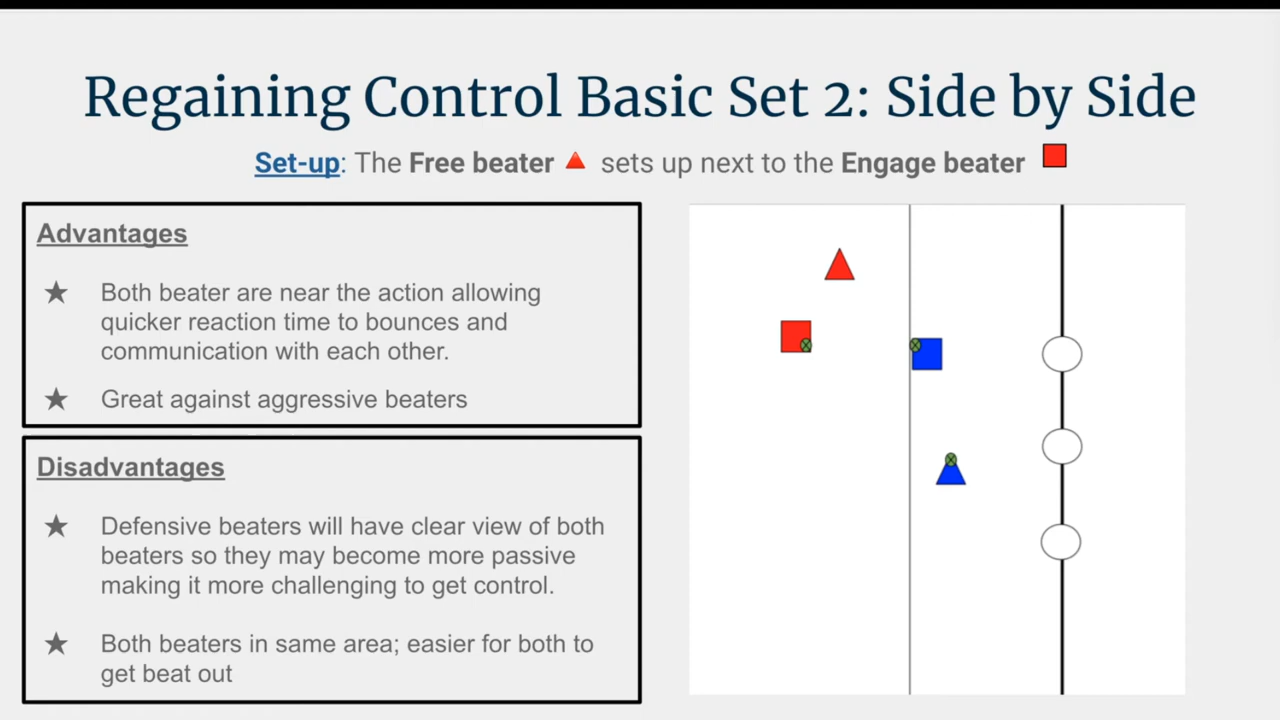 Regaining Control Basic Set 2: Side by Side
Set-up: The Free beater sets up next to the Engage beater
Advantages
★ Both beater are near the action allowing
quicker reaction time to bounces and
communication with each other.
★ Great against aggressive beaters
Disadvantages
★ Defensive beaters will have clear view of both
beaters so they may become more passive
making it more challenging to get control.
★ Both beaters in same area; easier for both to
get beat out